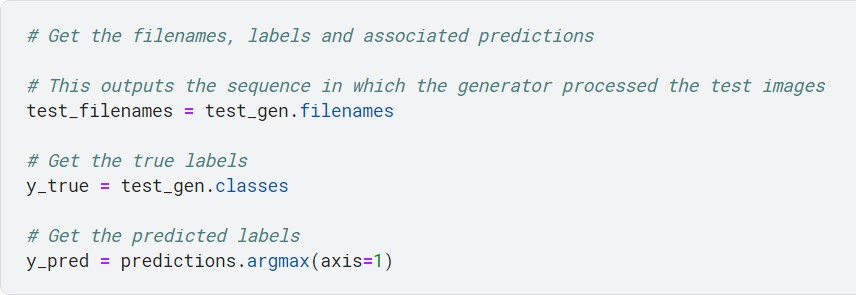 # Get the filenames, labels and associated predictions
# This outputs the sequence in which the generator processed the test images
test_filenames = test_gen.filenames
# Get the true labels
y_true = test_gen.classes
# Get the predicted labels
y_pred = predictions.argmax(axis=1)